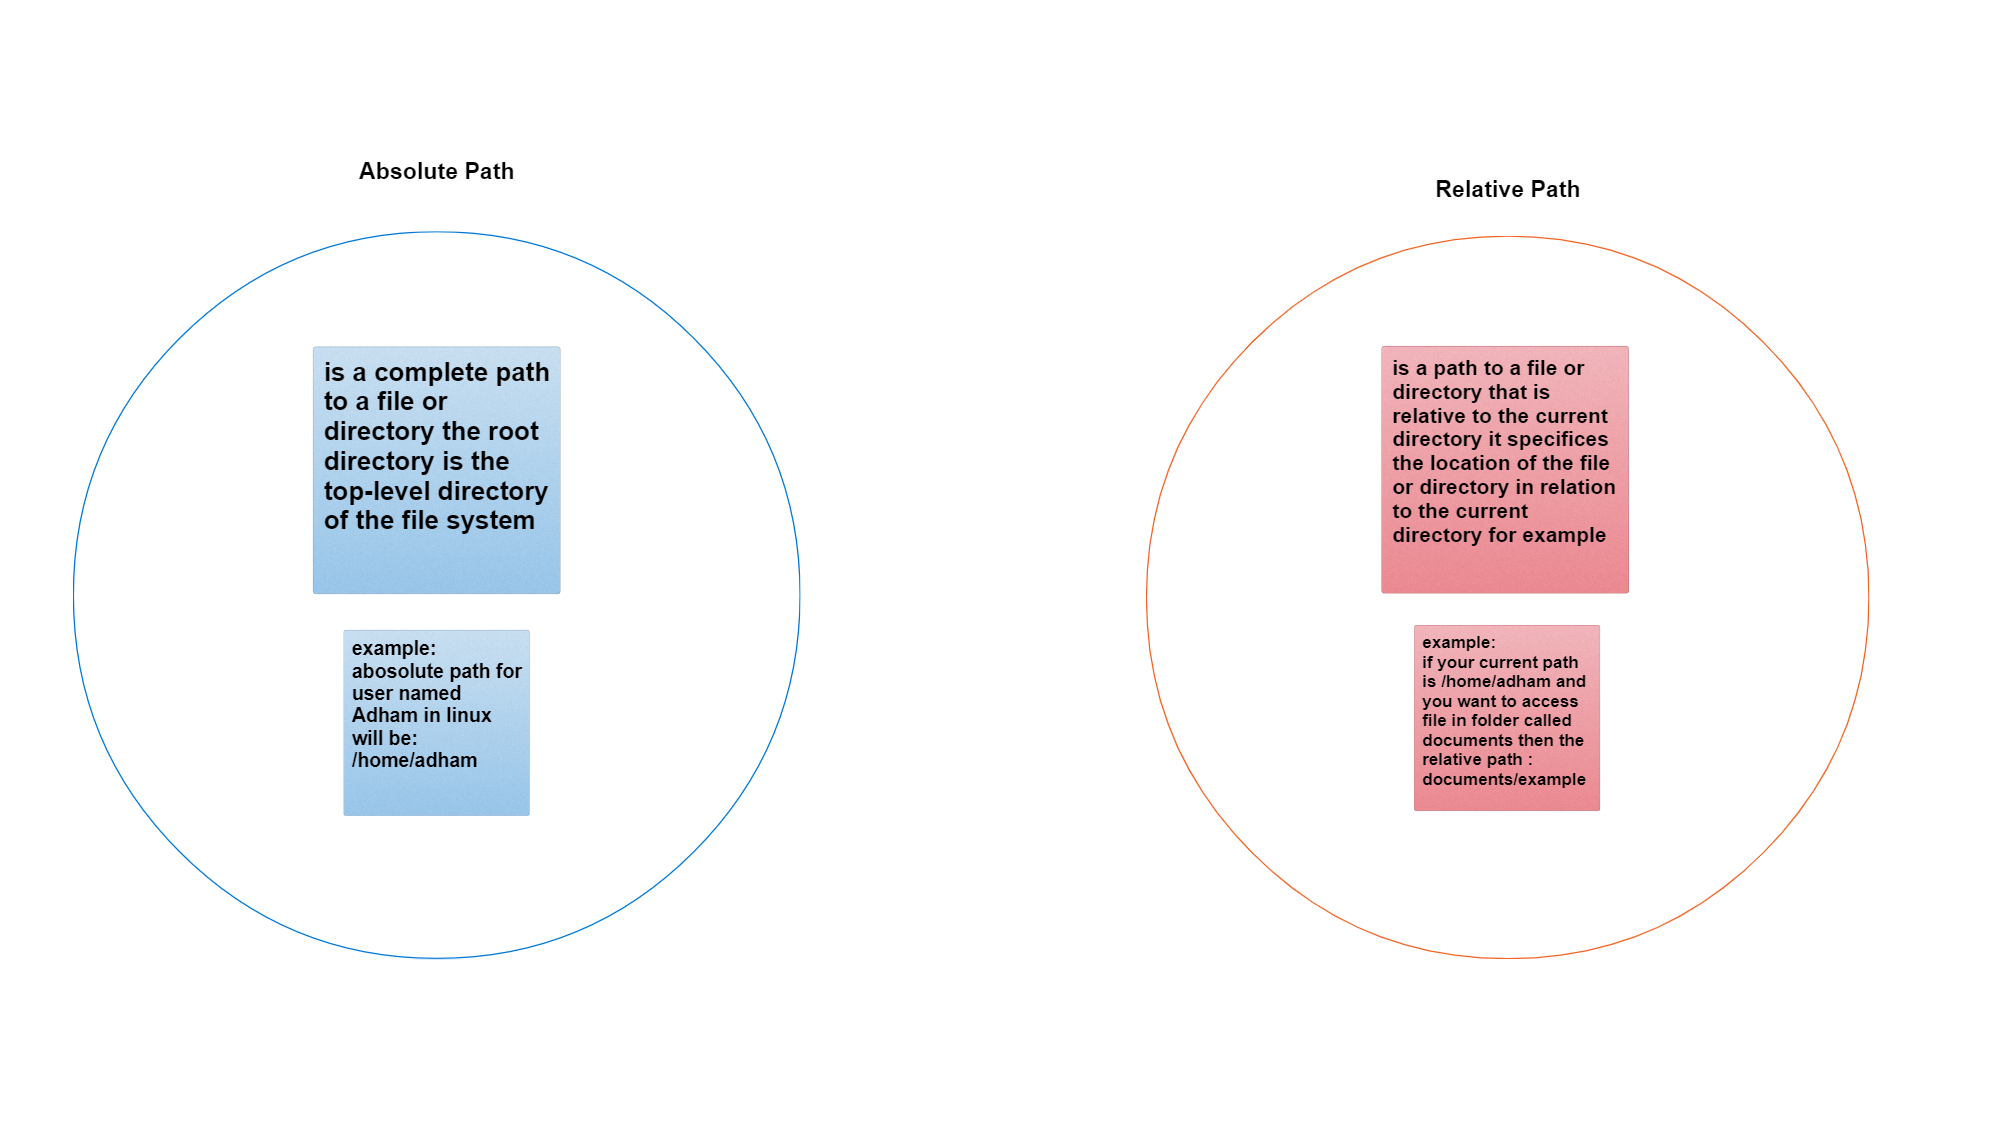 Absolute Path
is a complete path
to a file or
directory the root
directory is the
top-level directory
of the file system
example:
abosolute path for
user named
Adham in linux
will be:
/home/adham
Relative Path
is a path to a file or
directory that is
relative to the current
directory it specifices
the location of the file
or directory in relation
to the current
directory for example
example:
if your current path
is /home/adham and
you want to access
file in folder called
documents then the
relative path :
documents/example